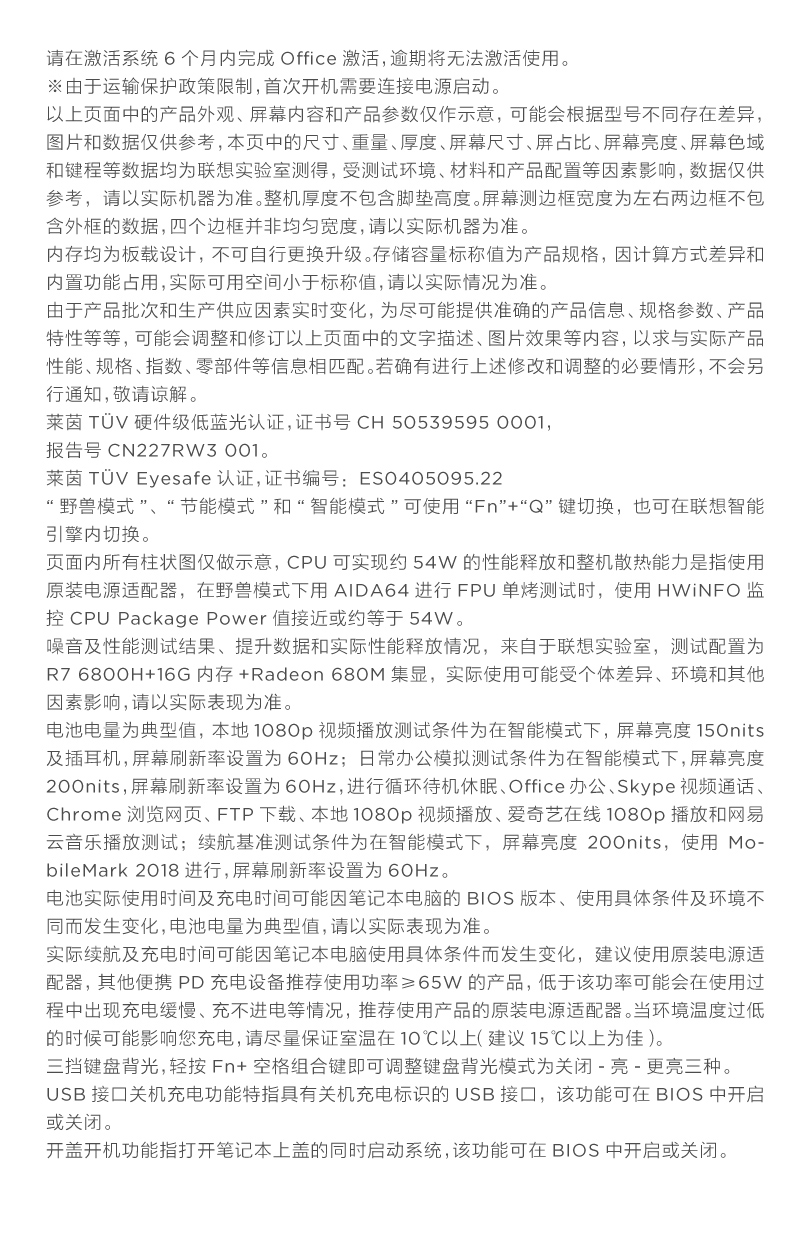 请在激活系统 6 个月内完成 Office 激活,逾期将无法激活使用。
※由于运输保护政策限制,首次开机需要连接电源启动。
以上页面中的产品外观、屏幕内容和产品参数仅作示意，可能会根据型号不同存在差异,
图片和数据仅供参考,本页中的尺寸、重量、厚度、屏幕尺寸、屏占比、屏幕亮度、屏幕色域
和键程等数据均为联想实验室测得，受测试环境、材料和产品配置等因素影响，数据仅供
参考，请以实际机器为准。整机厚度不包含脚垫高度。屏幕测边框宽度为左右两边框不包
含外框的数据,四个边框并非均匀宽度,请以实际机器为准。
内存均为板载设计，不可自行更换升级。存储容量标称值为产品规格，因计算方式差异和
内置功能占用,实际可用空间小于标称值,请以实际情况为准。
由于产品批次和生产供应因素实时变化，为尽可能提供准确的产品信息、规格参数、产品
特性等等，可能会调整和修订以上页面中的文字描述、图片效果等内容，以求与实际产品
性能、规格、指数、零部件等信息相匹配。若确有进行上述修改和调整的必要情形，不会另
行通知,敬请谅解。
莱茵 TÜV 硬件级低蓝光认证,证书号 CH 50539595 0001，
报告号 CN227RW3 001。
莱茵 TÜV Eyesafe 认证,证书编号：ES0405095.22
“ 野兽模式 ”、“ 节能模式 ” 和 “ 智能模式 ” 可使用 “Fn”+“Q” 键切换，也可在联想智能
引擎内切换。
页面内所有柱状图仅做示意，CPU 可实现约 54W 的性能释放和整机散热能力是指使用
原装电源适配器，在野兽模式下用 AIDA64 进行 FPU 单烤测试时，使用 HWiNFO 监
控 CPU Package Power 值接近或约等于 54W。
噪音及性能测试结果、提升数据和实际性能释放情况，来自于联想实验室，测试配置为
R7 6800H+16G 内存 +Radeon 680M 集显，实际使用可能受个体差异、环境和其他
因素影响,请以实际表现为准。
电池电量为典型值，本地 1080p 视频播放测试条件为在智能模式下，屏幕亮度 150nits
及插耳机,屏幕刷新率设置为 60Hz；日常办公模拟测试条件为在智能模式下,屏幕亮度
200nits,屏幕刷新率设置为 60Hz,进行循环待机休眠、Office 办公、Skype 视频通话、
Chrome 浏览网页、FTP 下载、本地 1080p 视频播放、爱奇艺在线 1080p 播放和网易
云音乐播放测试；续航基准测试条件为在智能模式下，屏幕亮度 200nits，使用 Mo-
bileMark 2018 进行,屏幕刷新率设置为 60Hz。
电池实际使用时间及充电时间可能因笔记本电脑的 BIOS 版本、使用具体条件及环境不
同而发生变化,电池电量为典型值,请以实际表现为准。
实际续航及充电时间可能因笔记本电脑使用具体条件而发生变化，建议使用原装电源适
配器，其他便携 PD 充电设备推荐使用功率≥65W 的产品，低于该功率可能会在使用过
程中出现充电缓慢、充不进电等情况，推荐使用产品的原装电源适配器。当环境温度过低
的时候可能影响您充电,请尽量保证室温在 10℃以上( 建议 15℃以上为佳 )。
三挡键盘背光,轻按 Fn+ 空格组合键即可调整键盘背光模式为关闭 - 亮 - 更亮三种。
USB 接口关机充电功能特指具有关机充电标识的 USB 接口，该功能可在 BIOS 中开启
或关闭。
开盖开机功能指打开笔记本上盖的同时启动系统,该功能可在 BIOS 中开启或关闭。